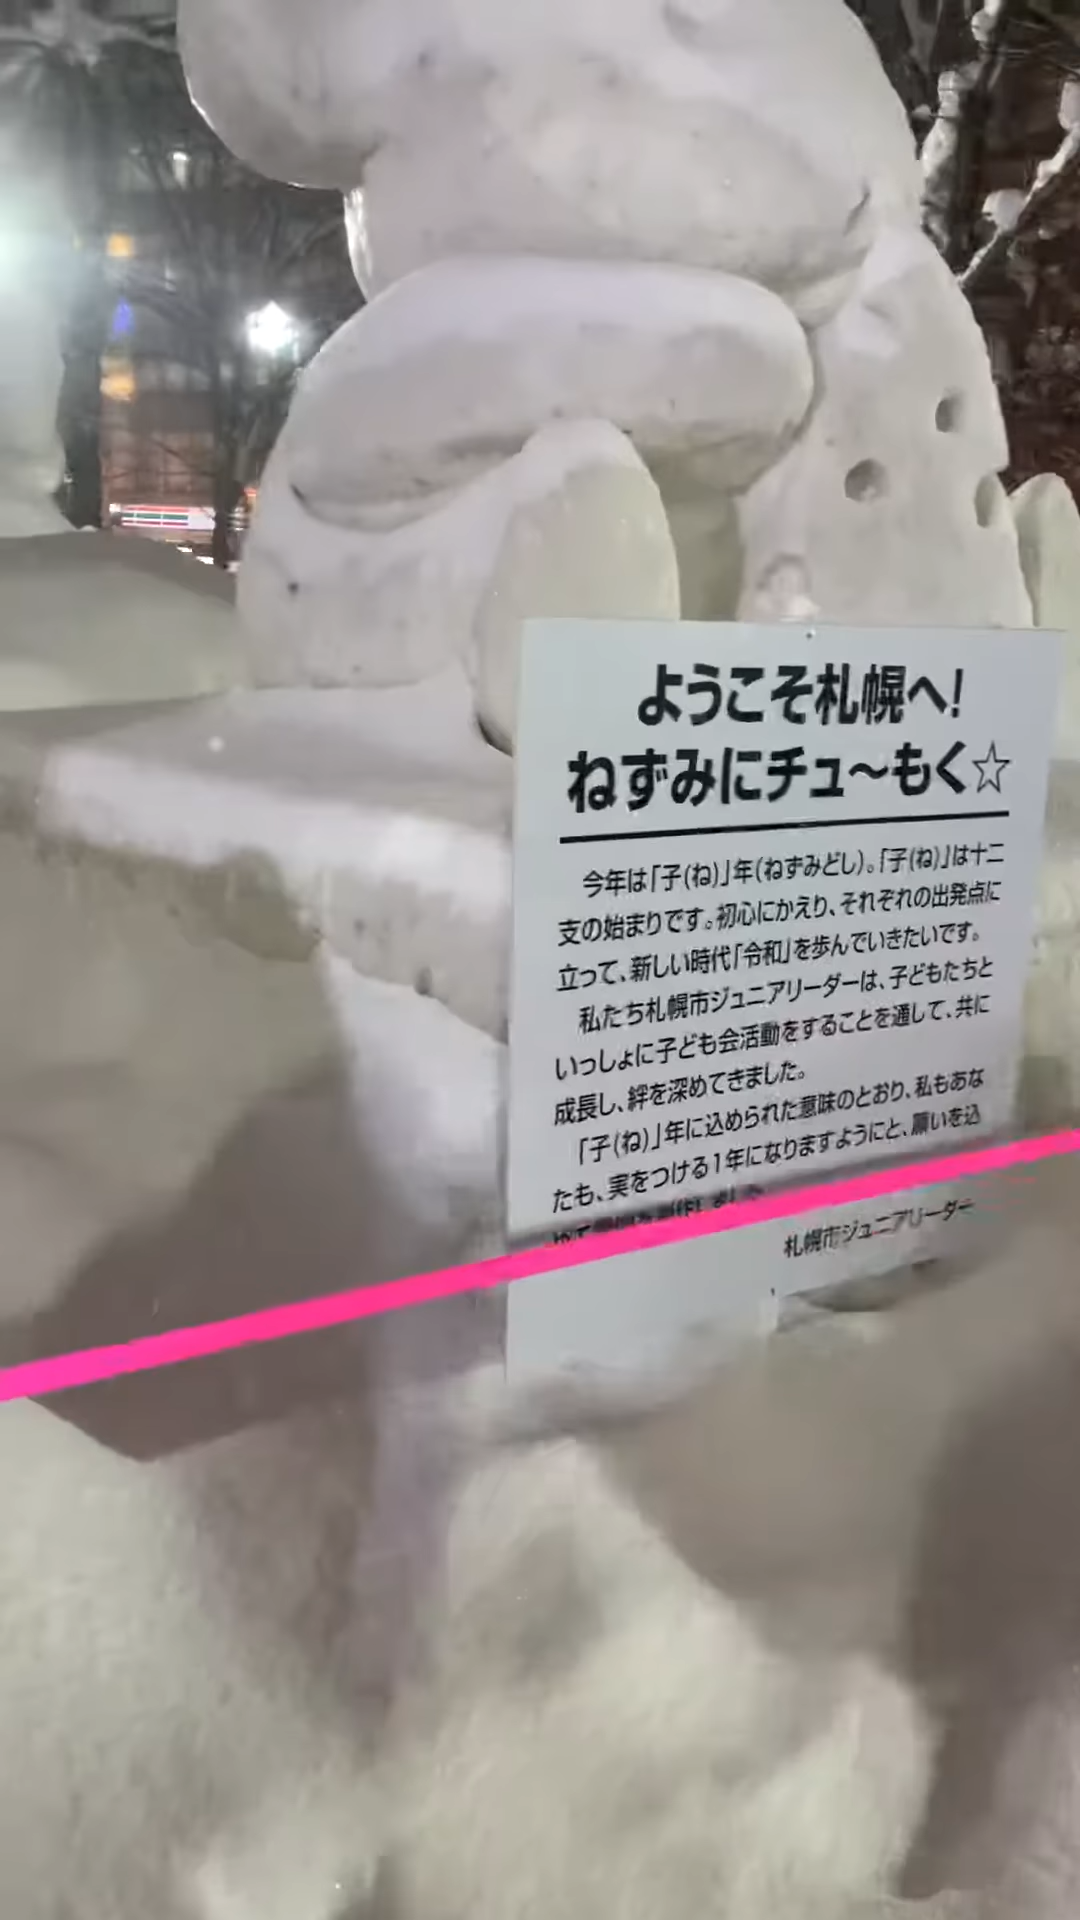 ようこそ札幌へ!
ねずみにチュ〜もく☆
今年は「子(ね)」年(ねずみどし)。「子(ね)」は十二
支の始まりです。初心にかえり、それぞれの出発点に
立って、新しい時代「令和」を歩んでいきたいです。
私たち札幌市ジュニアリーダーは、子どもたちと
いっしょに子ども会活動をすることを通して、共に
成長し、絆を深めてきました。
「子(ね)」年に込められた意味のとおり、私もあな
たも、実をつける1年になりますようにと、願いを込
札幌市ジュニアリーダー